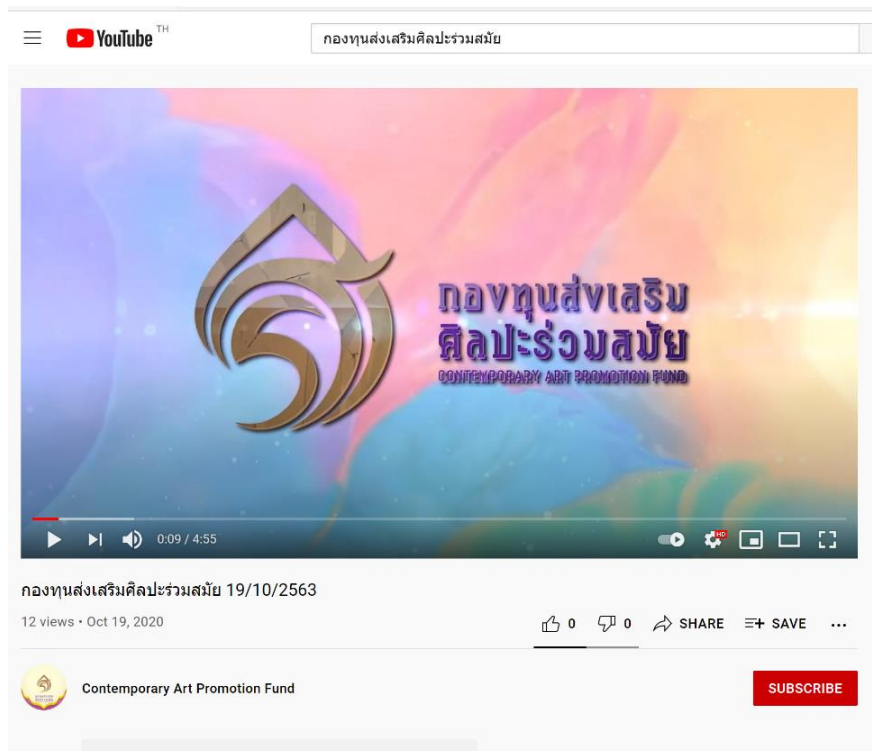 YouTube TH
กองทุนส่งเสริมศิลปะร่วมสมัย
กองทุนส่งเสริม
ศิลปะร่วมสมัย
CONTEMPORARY ART PROMOTION FUND
0:09 / 4:55
HD
กองทุนส่งเสริมศิลปะร่วมสมัย 19/10/2563
12 views • Oct 19, 2020
0 0 SHARE SAVE
Contemporary Art Promotion Fund
SUBSCRIBE